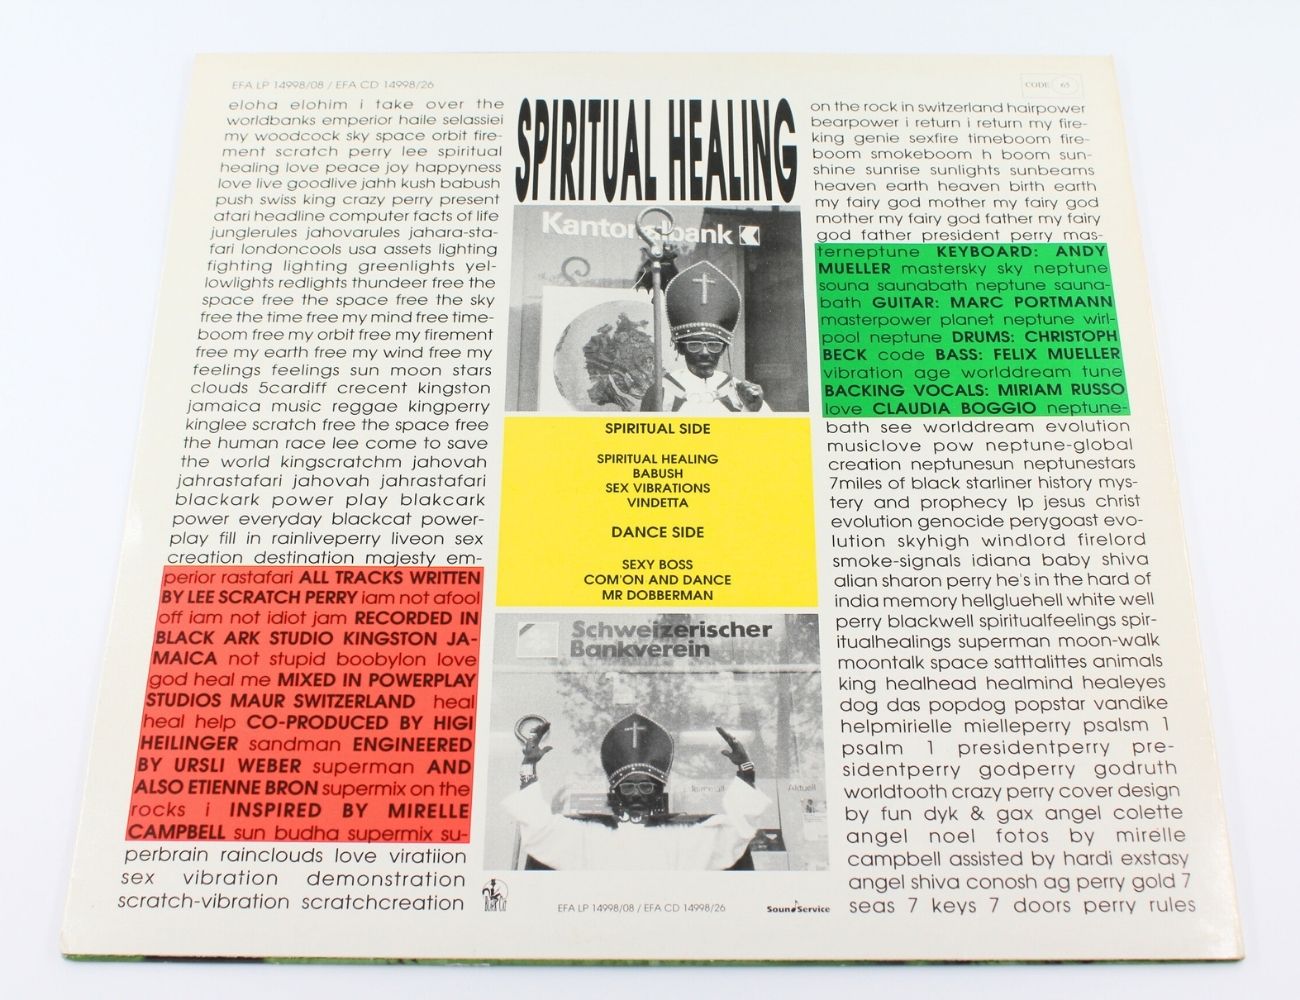 EFA LP 14998/08 / EFA CD 14998/26
eloha elohim i take over the
worldbanks emperior haile selassiei
my woodcock sky space orbit fire-
ment scratch perry lee spiritual
healing love peace joy happyness
love live goodlive jahh kush babush
push swiss king crazy perry present
atari headline computer facts of life
junglerules jahovarules jahara-sta-
fari londoncools usa assets lighting
fighting lighting greenlights yel-
lowlights redlights thundeer free the
space free the space free the sky
free the time free my mind free time-
boom free my orbit free my firement
free my earth free my wind free my
feelings feelings sun moon stars
clouds 5cardiff crecent kingston
jamaica music reggae kingperry
kinglee scratch free the space free
the human race lee come to save
the world kingscratchm jahovah
jahrastafari jahovah jahrastafari
blackark power play blakcark
power everyday blackcat power-
play fill in rainliveperry liveon sex
creation destination majesty em-
perior rastafari ALL TRACKS WRITTEN
BY LEE SCRATCH PERRY iam not afool
off iam not idiot jam RECORDED IN
BLACK ARK STUDIO KINGSTON JA-
MAICA not stupid boobylon love
god heal me MIXED IN POWERPLAY
STUDIOS MAUR SWITZERLAND heal
heal help CO-PRODUCED BY HIGI
HEILINGER sandman ENGINEERED
BY URSLI WEBER superman AND
ALSO ETIENNE BRON supermix on the
rocks i INSPIRED BY MIRELLE
CAMPBELL sun budha supermix su-
perbrain rainclouds love viratiion
sex vibration demonstration
scratch-vibration scratchcreation
SPIRITUAL HEALING
Kantonalbank
SPIRITUAL SIDE
SPIRITUAL HEALING
BABUSH
SEX VIBRATIONS
VINDETTA
DANCE SIDE
SEXY BOSS
COM'ON AND DANCE
MR DOBBERMAN
Schweizerischer
Bankverein
Aktuell
EFA LP 14998/08 / EFA CD 14998/26
SoundService
CODE 65
on the rock in switzerland hairpower
bearpower i return i return my fire-
king genie sexfire timeboom fire-
boom smokeboom h boom sun-
shine sunrise sunlights sunbeams
heaven earth heaven birth earth
my fairy god mother my fairy god
mother my fairy god father my fairy
god father president perry mas-
terneptune KEYBOARD: ANDY
MUELLER mastersky sky neptune
souna saunabath neptune sauna-
bath GUITAR: MARC PORTMANN
masterpower planet neptune wirl-
pool neptune DRUMS: CHRISTOPH
BECK code BASS: FELIX MUELLER
vibration age worlddream tune
BACKING VOCALS: MIRIAM RUSSO
love CLAUDIA BOGGIO neptune-
bath see worlddream evolution
musiclove pow neptune-global
creation neptunesun neptunestars
7miles of black starliner history mys-
tery and prophecy lp jesus christ
evolution genocide perygoast evo-
lution skyhigh windlord firelord
smoke-signals idiana baby shiva
alian sharon perry he's in the hard of
india memory hellgluehell white well
perry blackwell spiritualfeelings spir-
itualhealings superman moon-walk
moontalk space satttalittes animals
king healhead healmind healeyes
dog das popdog popstar vandike
helpmirielle mielleperry psalsm 1
psalm 1 presidentperry pre-
sidentperry godperry godruth
worldtooth crazy perry cover design
by fun dyk & gax angel colette
angel noel fotos by mirelle
campbell assisted by hardi exstasy
angel shiva conosh ag perry gold 7
seas 7 keys 7 doors perry rules